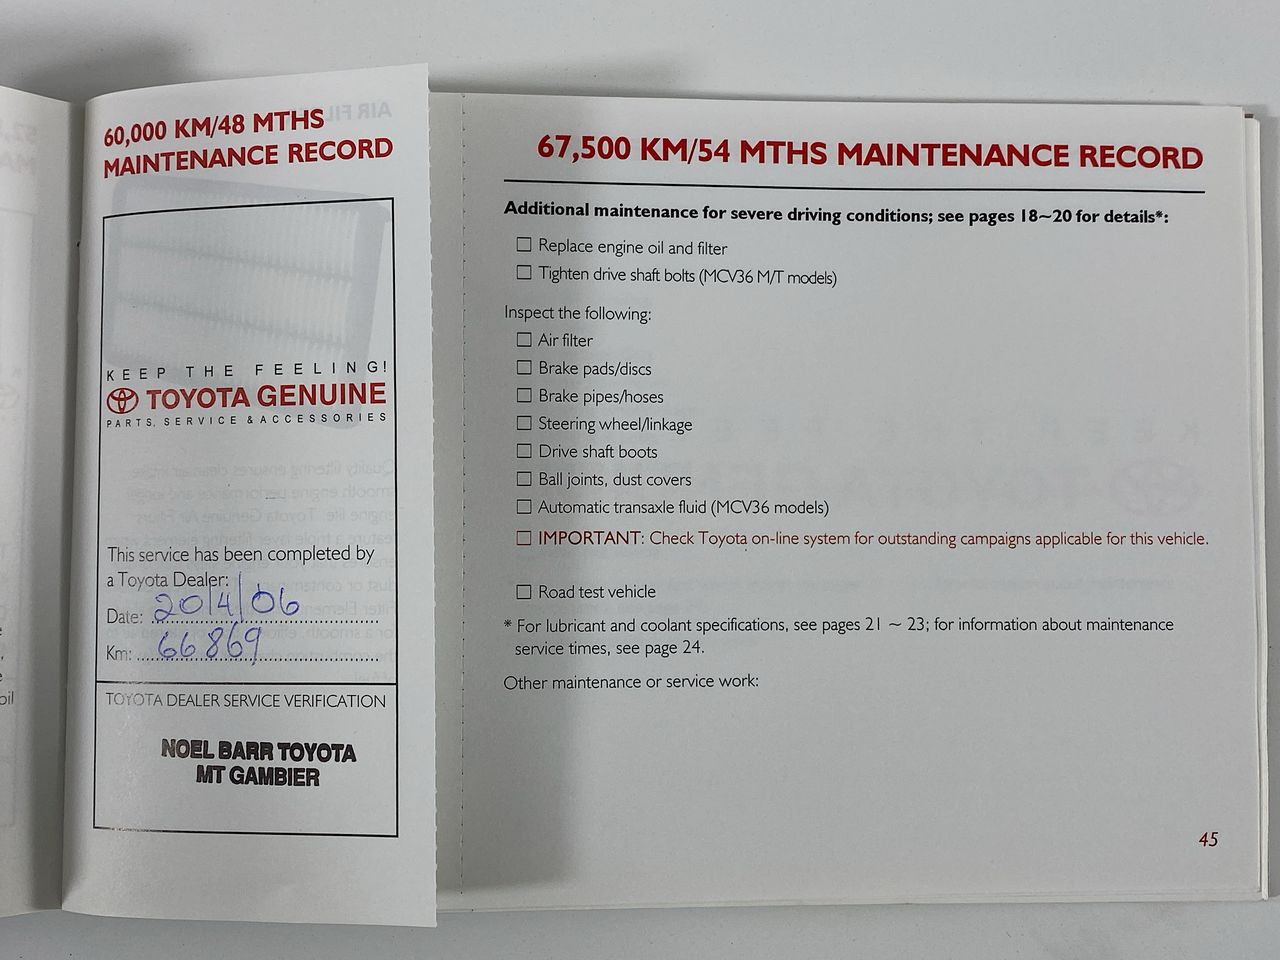 60,000 KM/48 MTHS
MAINTENANCE RECORD
KEEP THE FEELING!
TOYOTA GENUINE
PARTS, SERVICE & ACCESSORIES
This service has been completed by
a Toyota Dealer:
Date: 20/4/06
Km: 66869
TOYOTA DEALER SERVICE VERIFICATION
NOEL BARR TOYOTA
MT GAMBIER
67,500 KM/54 MTHS MAINTENANCE RECORD
Additional maintenance for severe driving conditions; see pages 18~20 for details*:
☐ Replace engine oil and filter
☐ Tighten drive shaft bolts (MCV36 M/T models)
Inspect the following:
☐ Air filter
☐ Brake pads/discs
☐ Brake pipes/hoses
☐ Steering wheel/linkage
☐ Drive shaft boots
☐ Ball joints, dust covers
☐ Automatic transaxle fluid (MCV36 models)
☐ IMPORTANT: Check Toyota on-line system for outstanding campaigns applicable for this vehicle.
☐ Road test vehicle
* For lubricant and coolant specifications, see pages 21 ~ 23; for information about maintenance
service times, see page 24.
Other maintenance or service work:
45